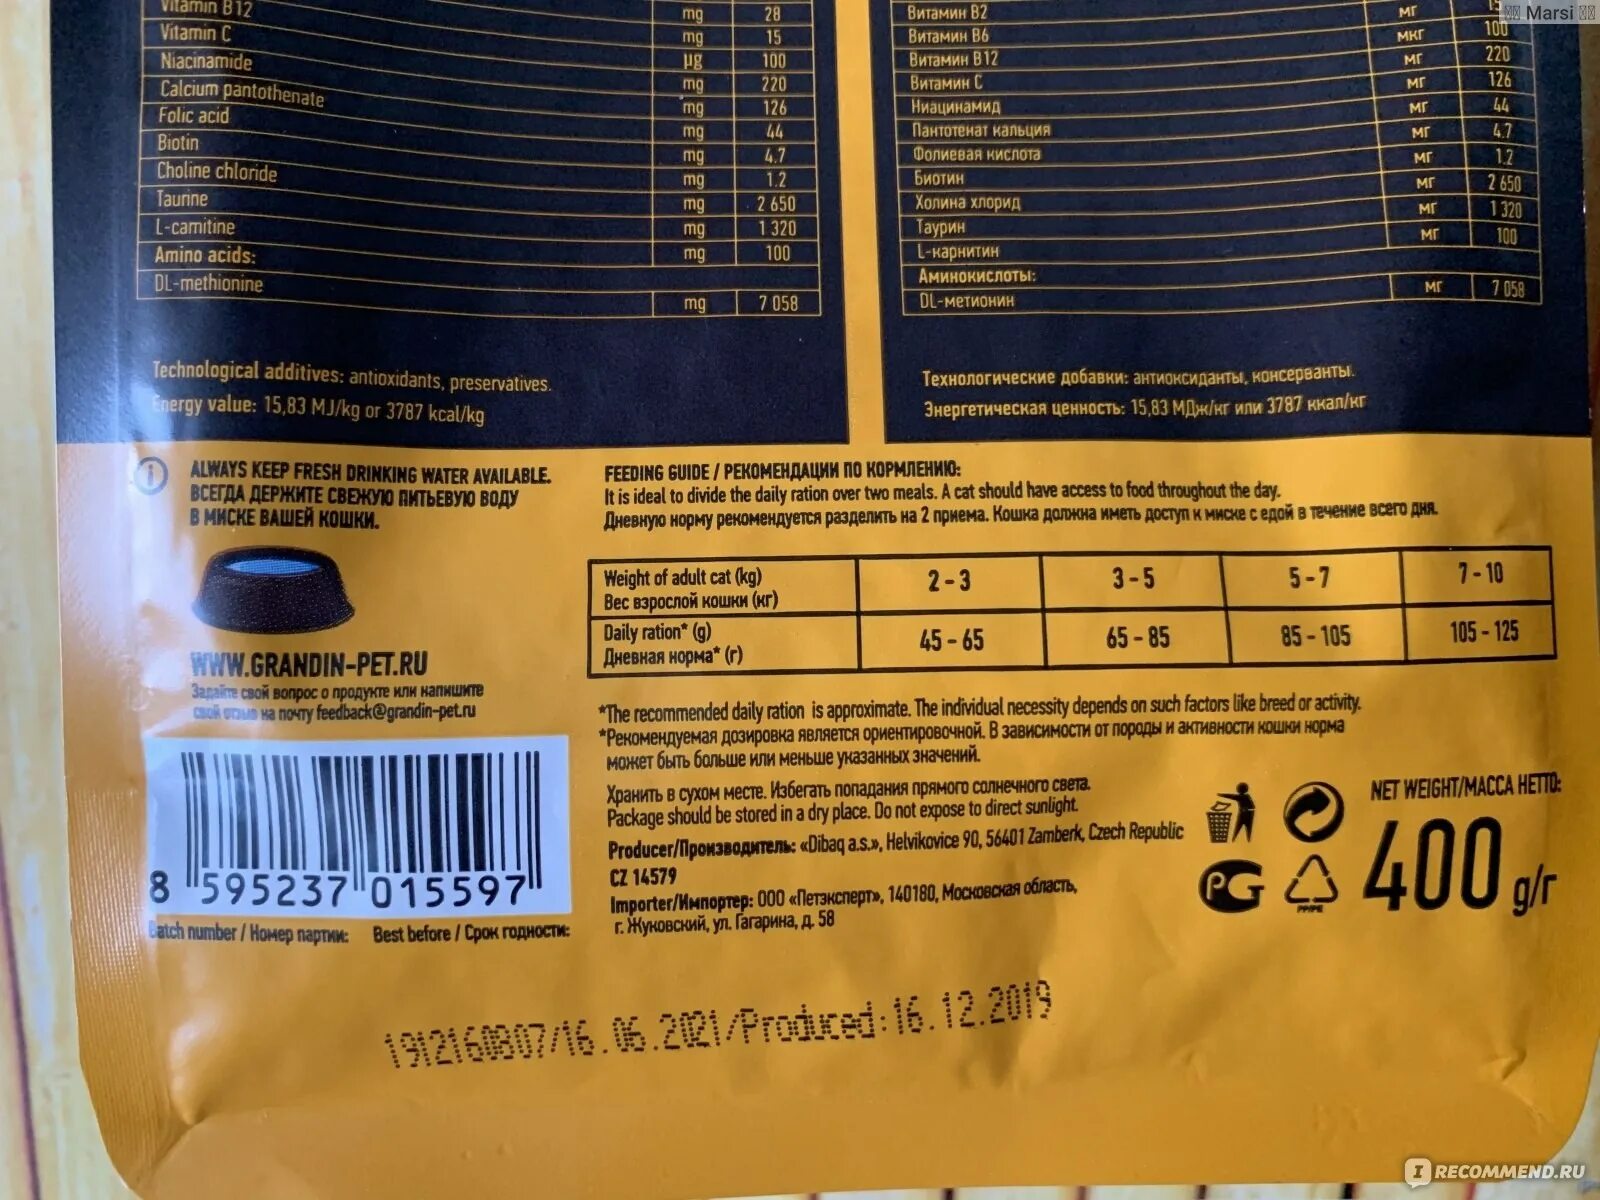 Marsi
Vitamin B12 mg 28
Vitamin C mg 15
Niacinamide µg 100
Calcium pantothenate mg 220
Folic acid mg 126
Biotin mg 44
Choline chloride mg 4.7
Taurine mg 1.2
L-carnitine mg 2 650
Amino acids: mg 1 320
DL-methionine mg 100
mg 7 058
Technological additives: antioxidants, preservatives.
Energy value: 15,83 MJ/kg or 3787 kcal/kg
Витамин B2 мг
Витамин B6 мкг 100
Витамин B12 мг 220
Витамин C мг 126
Ниацинамид мг 44
Пантотенат кальция мг 4.7
Фолиевая кислота мг 1.2
Биотин мг 2 650
Холина хлорид мг 1 320
Таурин мг 100
L-карнитин
Аминокислоты:
DL-метионин мг 7 058
Технологические добавки: антиоксиданты, консерванты.
Энергетическая ценность: 15,83 МДж/кг или 3787 ккал/кг
ALWAYS KEEP FRESH DRINKING WATER AVAILABLE.
ВСЕГДА ДЕРЖИТЕ СВЕЖУЮ ПИТЬЕВУЮ ВОДУ
В МИСКЕ ВАШЕЙ КОШКИ.
WWW.GRANDIN-PET.RU
Задайте свой вопрос о продукте или напишите
свой отзыв на почту feedback@grandin-pet.ru
FEEDING GUIDE / РЕКОМЕНДАЦИИ ПО КОРМЛЕНИЮ:
It is ideal to divide the daily ration over two meals. A cat should have access to food throughout the day.
Дневную норму рекомендуется разделить на 2 приема. Кошка должна иметь доступ к миске с едой в течение всего дня.
Weight of adult cat (kg)
Вес взрослой кошки (кг)
2 - 3 3 - 5 5 - 7 7 - 10
Daily ration* (g)
Дневная норма* (г)
45 - 65 65 - 85 85 - 105 105 - 125
*The recommended daily ration is approximate. The individual necessity depends on such factors like breed or activity.
*Рекомендуемая дозировка является ориентировочной. В зависимости от породы и активности кошки норма
может быть больше или меньше указанных значений.
Хранить в сухом месте. Избегать попадания прямого солнечного света.
Package should be stored in a dry place. Do not expose to direct sunlight.
Producer/Производитель: «Dibaq a.s.», Helvikovice 90, 56401 Zamberk, Czech Republic
CZ 14579
Importer/Импортер: ООО «Петэксперт», 140180, Московская область,
г. Жуковский, ул. Гагарина, д. 58
NET WEIGHT/МАССА НЕТТО:
400 g/г
PG
PP/PE
8 595237 015597
Batch number / Номер партии: Best before / Срок годности:
1912160807/16.06.2021/Produced:16.12.2019
IRECOMMEND.RU